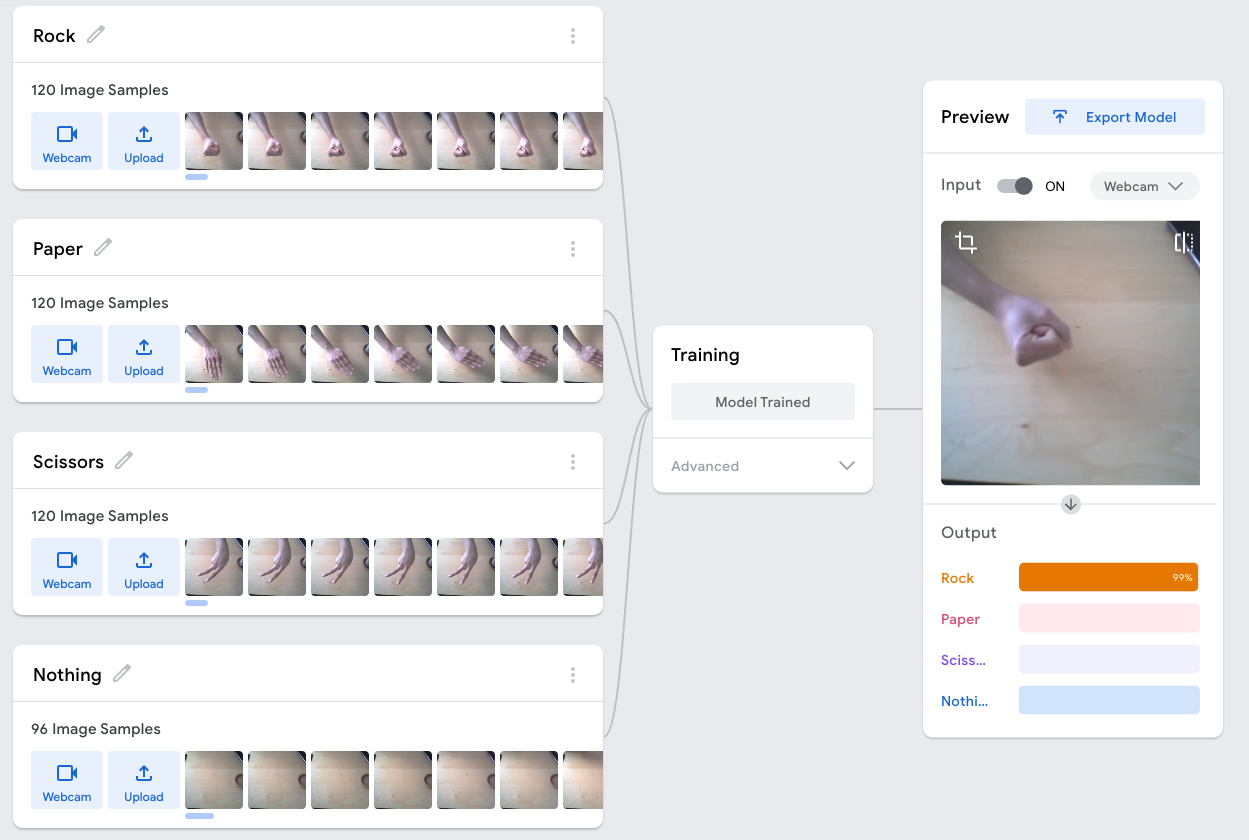 Rock
120 Image Samples
Webcam
Upload
Paper
120 Image Samples
Webcam
Upload
Scissors
120 Image Samples
Webcam
Upload
Nothing
96 Image Samples
Webcam
Upload
Training
Model Trained
Advanced
Preview
Export Model
Input
ON
Webcam
Output
Rock
99%
Paper
Sciss...
Nothi...